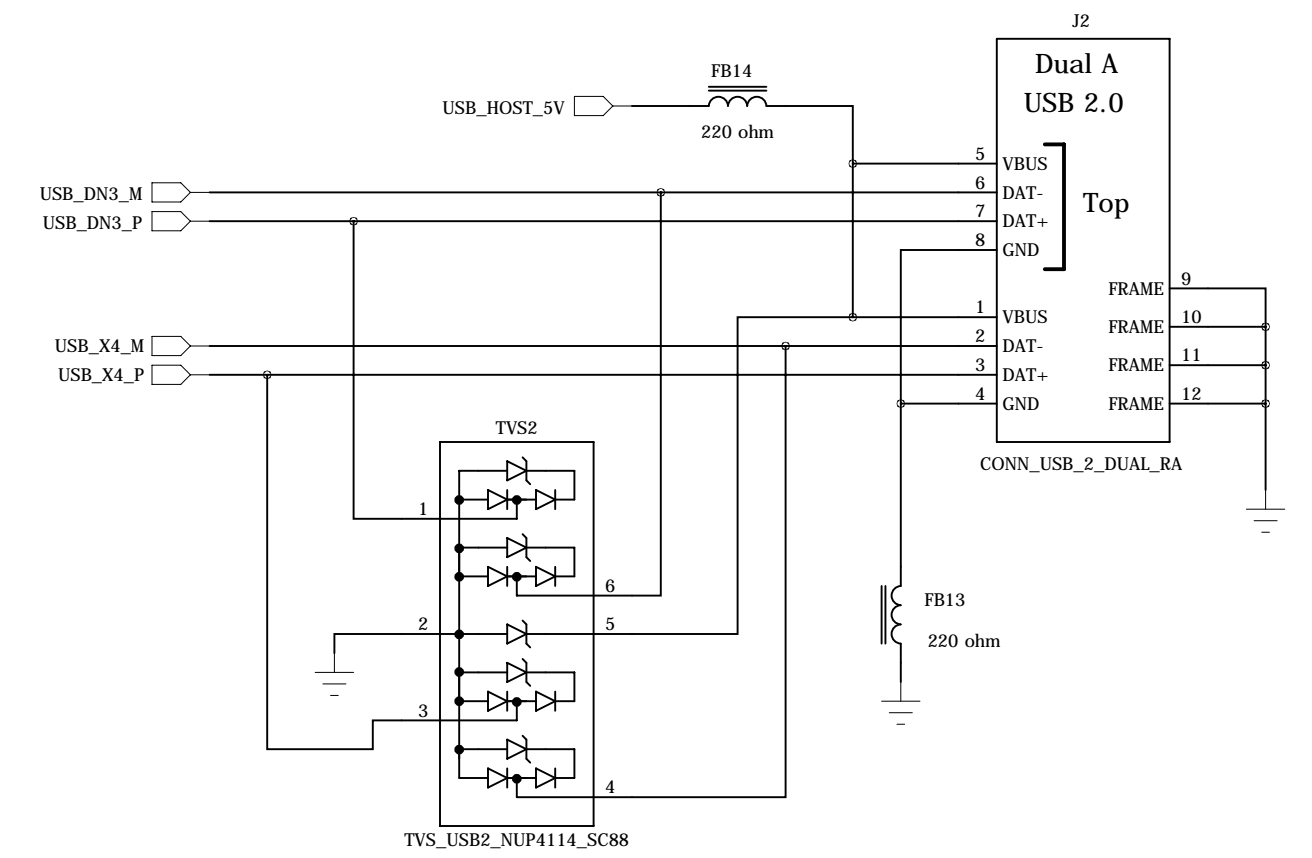 J2
Dual A
USB 2.0
FB14
USB_HOST_5V
220 ohm
5 VBUS
USB_DN3_M
6 DAT-
USB_DN3_P
7 DAT+
Top
8 GND
FRAME 9
1 VBUS
FRAME 10
USB_X4_M
2 DAT-
FRAME 11
USB_X4_P
3 DAT+
4 GND
FRAME 12
TVS2
CONN_USB_2_DUAL_RA
1
6
2
5
3
4
FB13
220 ohm
TVS_USB2_NUP4114_SC88